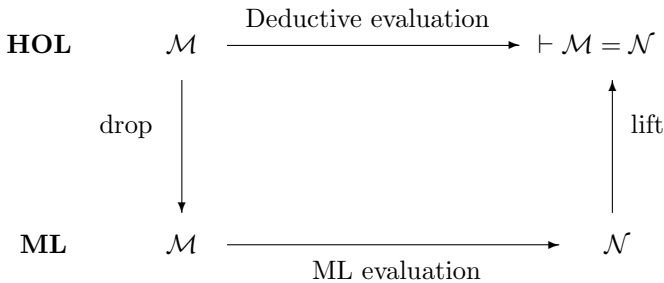 Deductive evaluation
HOL ℳ ⊢ ℳ = 𝒩
drop lift
ML ℳ 𝒩
ML evaluation